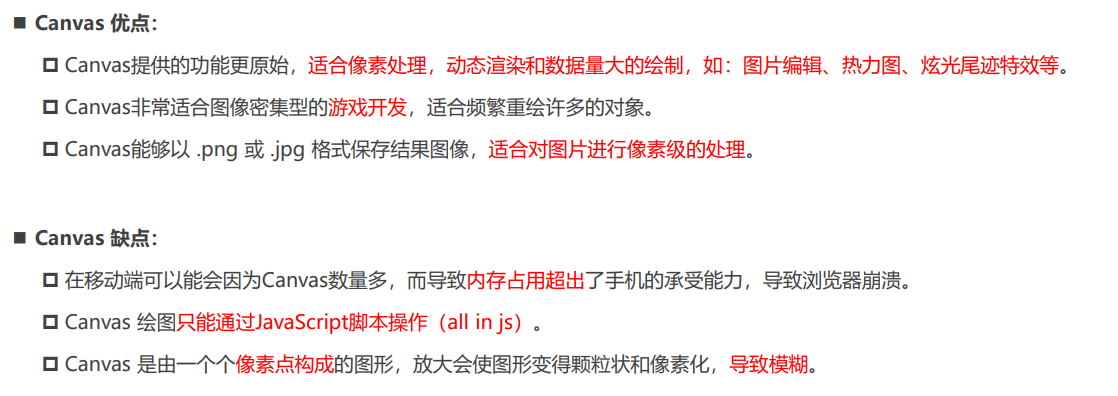 ■ Canvas 优点：
Canvas提供的功能更原始，适合像素处理，动态渲染和数据量大的绘制，如：图片编辑、热力图、炫光尾迹特效等。
Canvas非常适合图像密集型的游戏开发，适合频繁重绘许多的对象。
Canvas能够以 .png 或 .jpg 格式保存结果图像，适合对图片进行像素级的处理。
■ Canvas 缺点：
在移动端可以能会因为Canvas数量多，而导致内存占用超出了手机的承受能力，导致浏览器崩溃。
Canvas 绘图只能通过JavaScript脚本操作（all in js）。
Canvas 是由一个个像素点构成的图形，放大会使图形变得颗粒状和像素化，导致模糊。